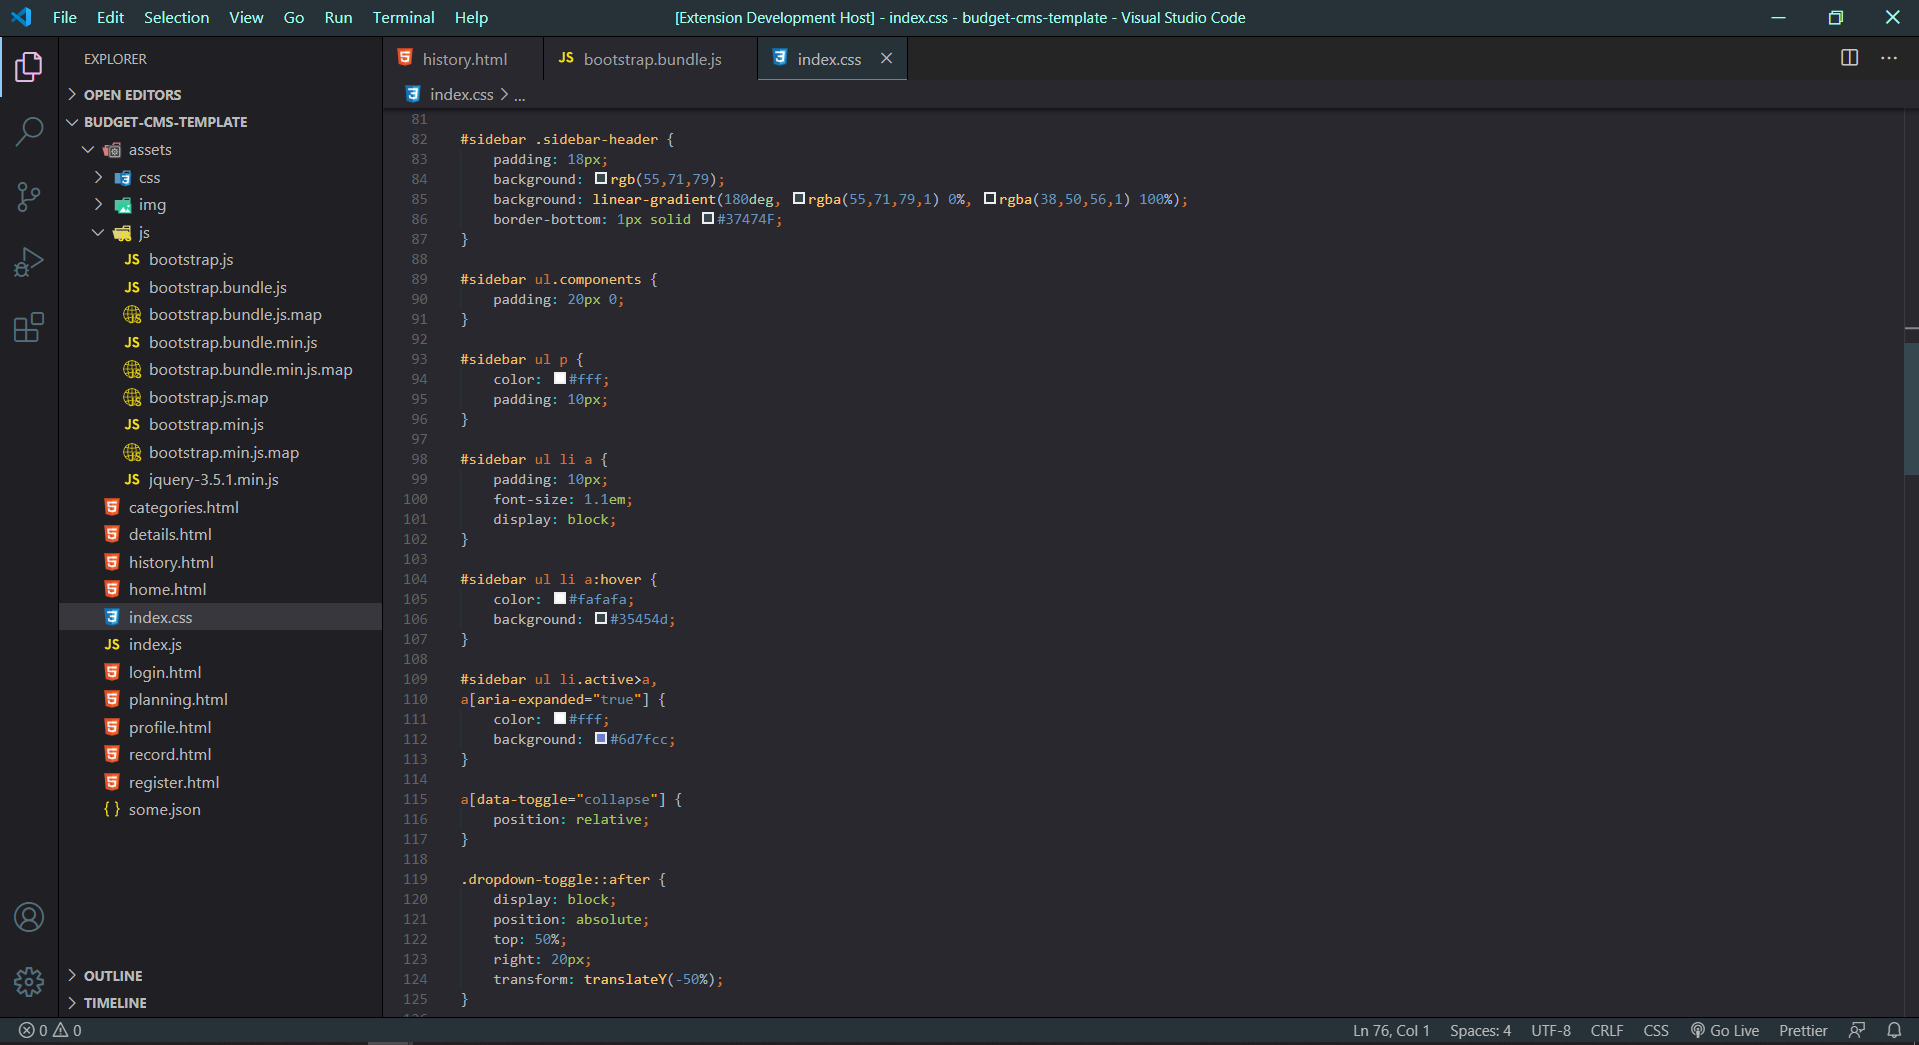 File Edit Selection View Go Run Terminal Help
[Extension Development Host] - index.css - budget-cms-template - Visual Studio Code
EXPLORER
OPEN EDITORS
BUDGET-CMS-TEMPLATE
assets
css
img
js
JS bootstrap.js
JS bootstrap.bundle.js
bootstrap.bundle.js.map
JS bootstrap.bundle.min.js
bootstrap.bundle.min.js.map
bootstrap.js.map
JS bootstrap.min.js
bootstrap.min.js.map
JS jquery-3.5.1.min.js
categories.html
details.html
history.html
home.html
index.css
JS index.js
login.html
planning.html
profile.html
record.html
register.html
{ } some.json
OUTLINE
TIMELINE
history.html
JS bootstrap.bundle.js
index.css
index.css > ...
81
82 #sidebar .sidebar-header {
83     padding: 18px;
84     background: rgb(55,71,79);
85     background: linear-gradient(180deg, rgba(55,71,79,1) 0%, rgba(38,50,56,1) 100%);
86     border-bottom: 1px solid #37474F;
87 }
88
89 #sidebar ul.components {
90     padding: 20px 0;
91 }
92
93 #sidebar ul p {
94     color: #fff;
95     padding: 10px;
96 }
97
98 #sidebar ul li a {
99     padding: 10px;
100     font-size: 1.1em;
101     display: block;
102 }
103
104 #sidebar ul li a:hover {
105     color: #fafafa;
106     background: #35454d;
107 }
108
109 #sidebar ul li.active>a,
110 a[aria-expanded="true"] {
111     color: #fff;
112     background: #6d7fcc;
113 }
114
115 a[data-toggle="collapse"] {
116     position: relative;
117 }
118
119 .dropdown-toggle::after {
120     display: block;
121     position: absolute;
122     top: 50%;
123     right: 20px;
124     transform: translateY(-50%);
125 }
0 0
Ln 76, Col 1 Spaces: 4 UTF-8 CRLF CSS Go Live Prettier